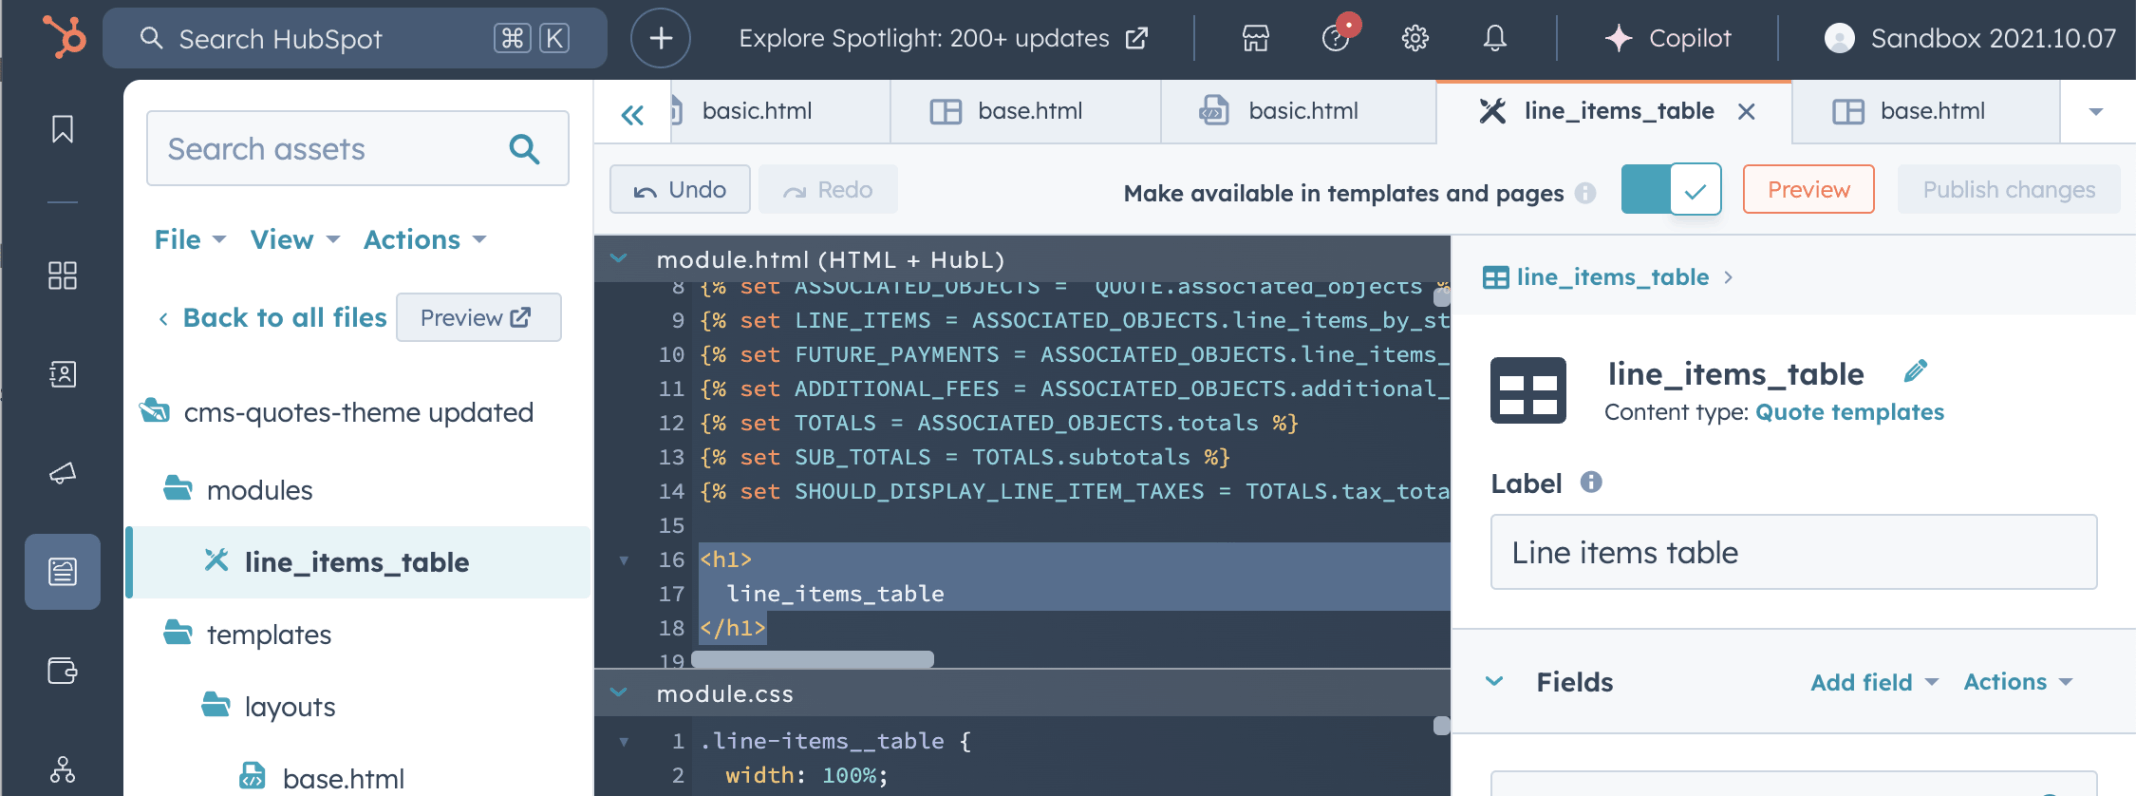 Search HubSpot ⌘ K
Explore Spotlight: 200+ updates
Copilot
Sandbox 2021.10.07
Search assets
File View Actions
Back to all files Preview
cms-quotes-theme updated
modules
line_items_table
templates
layouts
base.html
basic.html
base.html
basic.html
line_items_table
base.html
Undo Redo
Make available in templates and pages
Preview
Publish changes
module.html (HTML + HubL)
8 {% set ASSOCIATED_OBJECTS = QUOTE.associated_objects %
9 {% set LINE_ITEMS = ASSOCIATED_OBJECTS.line_items_by_st
10 {% set FUTURE_PAYMENTS = ASSOCIATED_OBJECTS.line_items_
11 {% set ADDITIONAL_FEES = ASSOCIATED_OBJECTS.additional_
12 {% set TOTALS = ASSOCIATED_OBJECTS.totals %}
13 {% set SUB_TOTALS = TOTALS.subtotals %}
14 {% set SHOULD_DISPLAY_LINE_ITEM_TAXES = TOTALS.tax_tota
15
16 <h1>
17 line_items_table
18 </h1>
19
module.css
1 .line-items__table {
2 width: 100%;
line_items_table
line_items_table
Content type: Quote templates
Label
Line items table
Fields Add field Actions